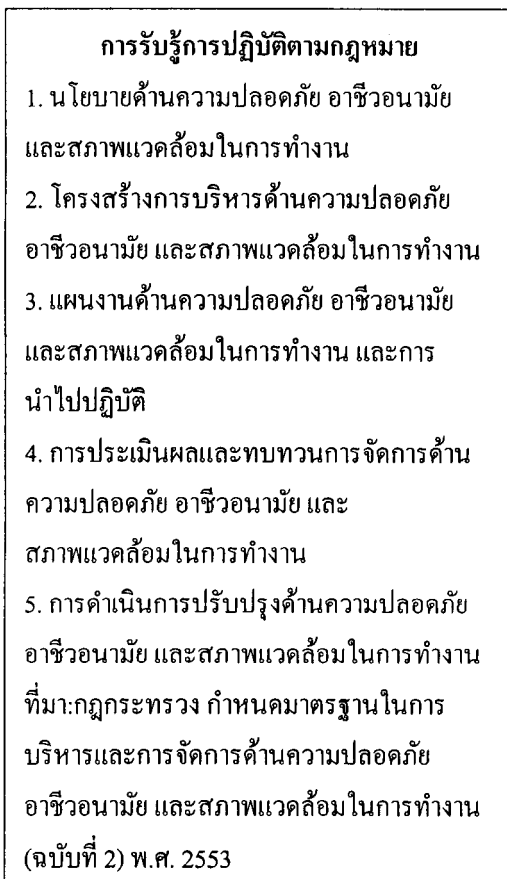 การรับรู้การปฏิบัติตามกฎหมาย
1. นโยบายด้านความปลอดภัย อาชีวอนามัย
และสภาพแวดล้อมในการทำงาน
2. โครงสร้างการบริหารด้านความปลอดภัย
อาชีวอนามัย และสภาพแวดล้อมในการทำงาน
3. แผนงานด้านความปลอดภัย อาชีวอนามัย
และสภาพแวดล้อมในการทำงาน และการ
นำไปปฏิบัติ
4. การประเมินผลและทบทวนการจัดการด้าน
ความปลอดภัย อาชีวอนามัย และ
สภาพแวดล้อมในการทำงาน
5. การดำเนินการปรับปรุงด้านความปลอดภัย
อาชีวอนามัย และสภาพแวดล้อมในการทำงาน
ที่มา:กฎกระทรวง กำหนดมาตรฐานในการ
บริหารและการจัดการด้านความปลอดภัย
อาชีวอนามัย และสภาพแวดล้อมในการทำงาน
(ฉบับที่ 2) พ.ศ. 2553